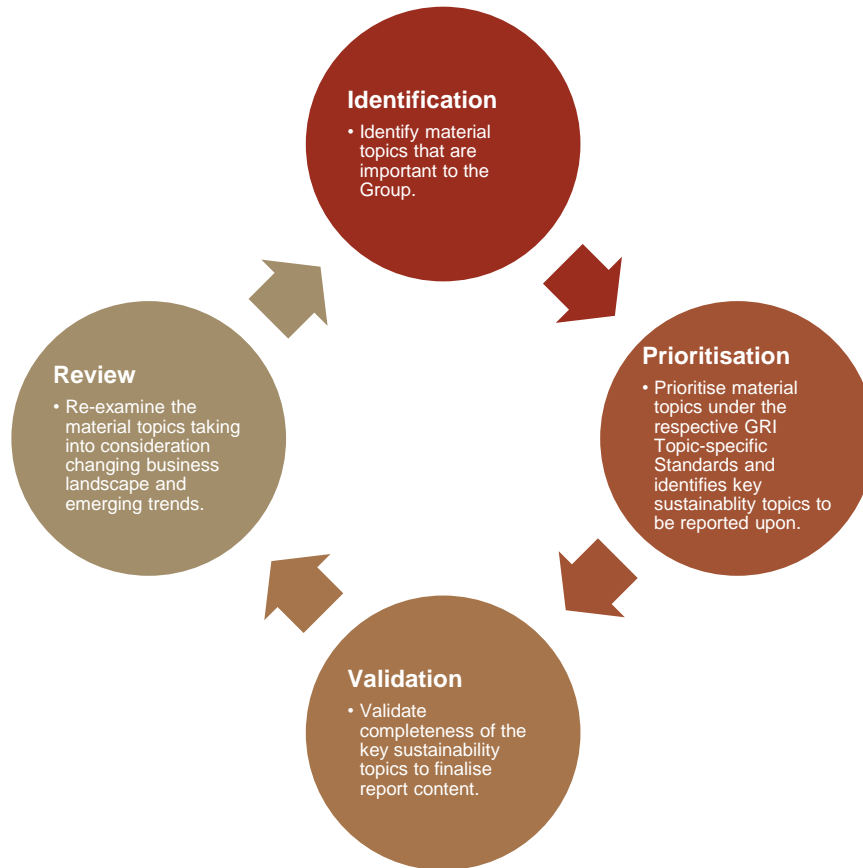 Identification
• Identify material
topics that are
important to the
Group.
Prioritisation
• Prioritise material
topics under the
respective GRI
Topic-specific
Standards and
identifies key
sustainablity topics to
be reported upon.
Validation
• Validate
completeness of the
key sustainability
topics to finalise
report content.
Review
• Re-examine the
material topics taking
into consideration
changing business
landscape and
emerging trends.